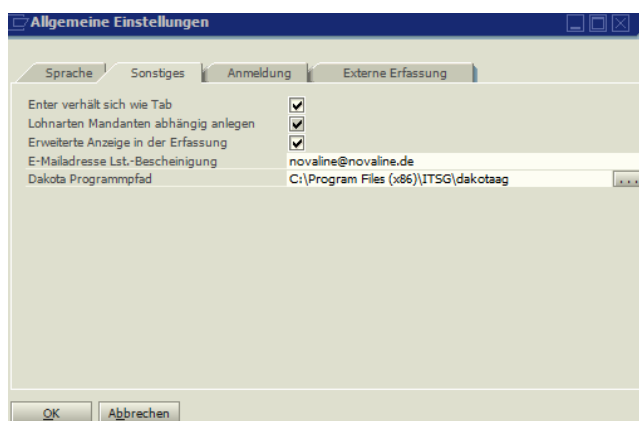 Allgemeine Einstellungen
Sprache Sonstiges Anmeldung Externe Erfassung
Enter verhält sich wie Tab
Lohnarten Mandanten abhängig anlegen
Erweiterte Anzeige in der Erfassung
E-Mailadresse Lst.-Bescheinigung novaline@novaline.de
Dakota Programmpfad C:\Program Files (x86)\ITSG\dakotaag ...
OK Abbrechen